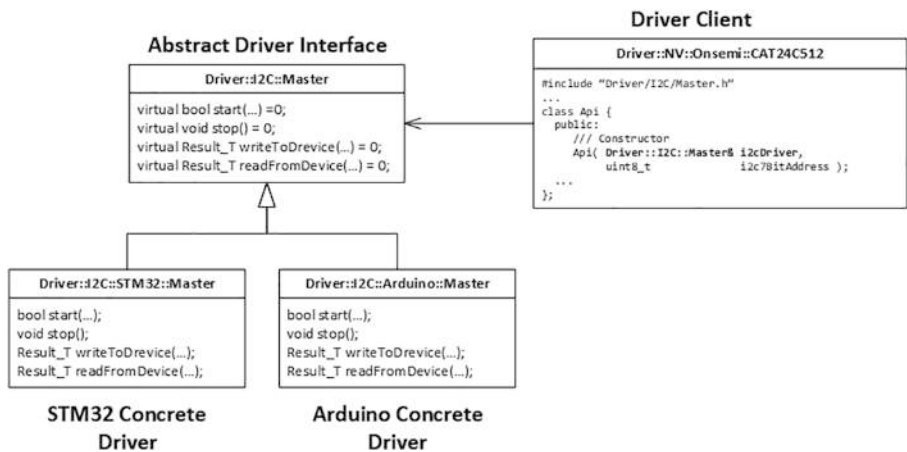 Driver Client
Abstract Driver Interface
Driver::NV::Onsemi::CAT24C512
#include "Driver/I2C/Master.h"
...
class Api {
public:
/// Constructor
Api( Driver::I2C::Master& i2cDriver,
uint8_t i2c7BitAddress );
...
};
Driver::I2C::Master
virtual bool start(...) =0;
virtual void stop() = 0;
virtual Result_T writeToDrevice(...) = 0;
virtual Result_T readFromDevice(...) = 0;
Driver::I2C::STM32::Master
bool start(...);
void stop();
Result_T writeToDrevice(...);
Result_T readFromDevice(...);
Driver::I2C::Arduino::Master
bool start(...);
void stop();
Result_T writeToDrevice(...);
Result_T readFromDevice(...);
STM32 Concrete
Driver
Arduino Concrete
Driver